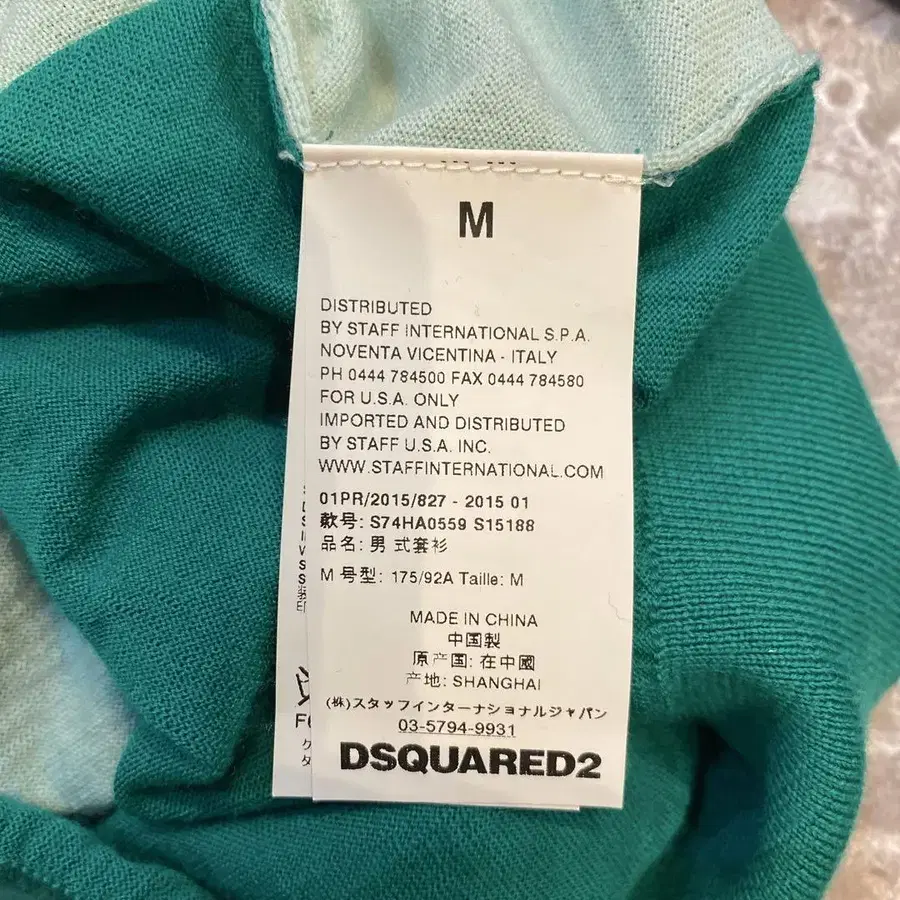 M
DISTRIBUTED
BY STAFF INTERNATIONAL S.P.A.
NOVENTA VICENTINA - ITALY
PH 0444 784500 FAX 0444 784580
FOR U.S.A. ONLY
IMPORTED AND DISTRIBUTED
BY STAFF U.S.A. INC.
WWW.STAFFINTERNATIONAL.COM
01PR/2015/827 - 2015 01
款号: S74HA0559 S15188
品名: 男 式套衫
M 号型: 175/92A Taille: M
MADE IN CHINA
中国製
原产国: 在中國
产地: SHANGHAI
(株)スタッフインターナショナルジャパン
03-5794-9931
DSQUARED2